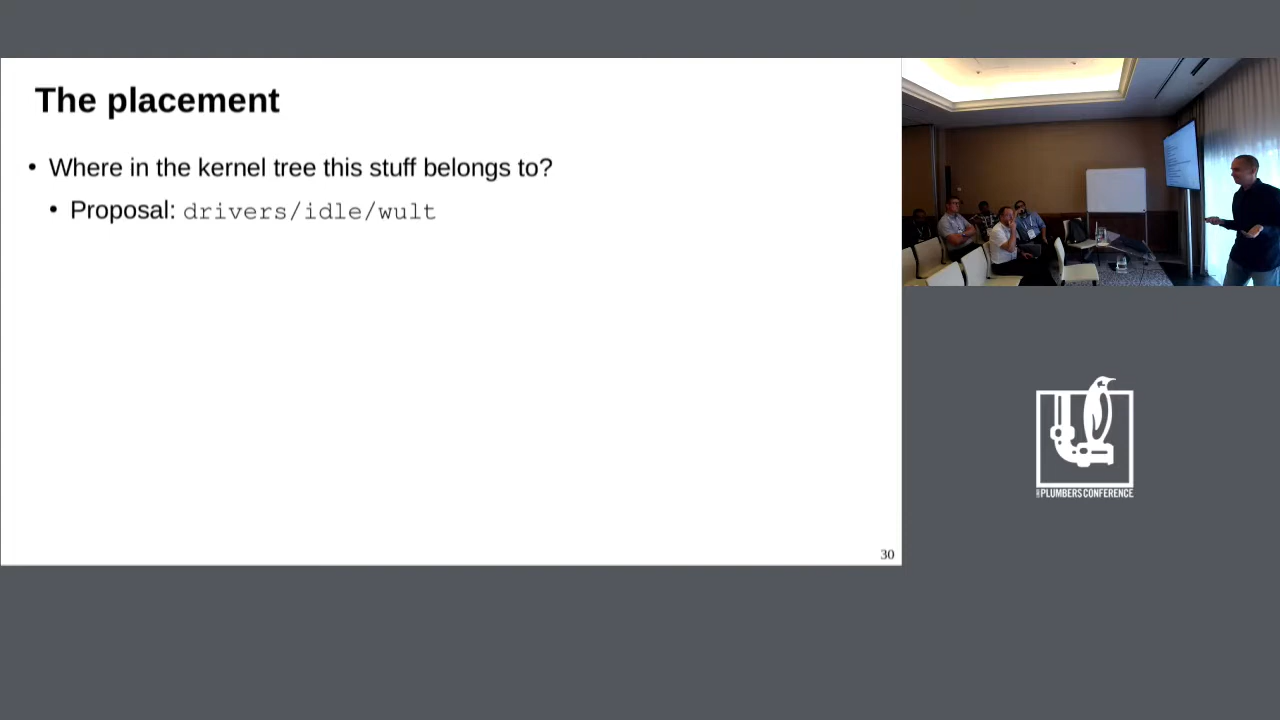 The placement
• Where in the kernel tree this stuff belongs to?
• Proposal: drivers/idle/wult
30
PLUMBERS CONFERENCE